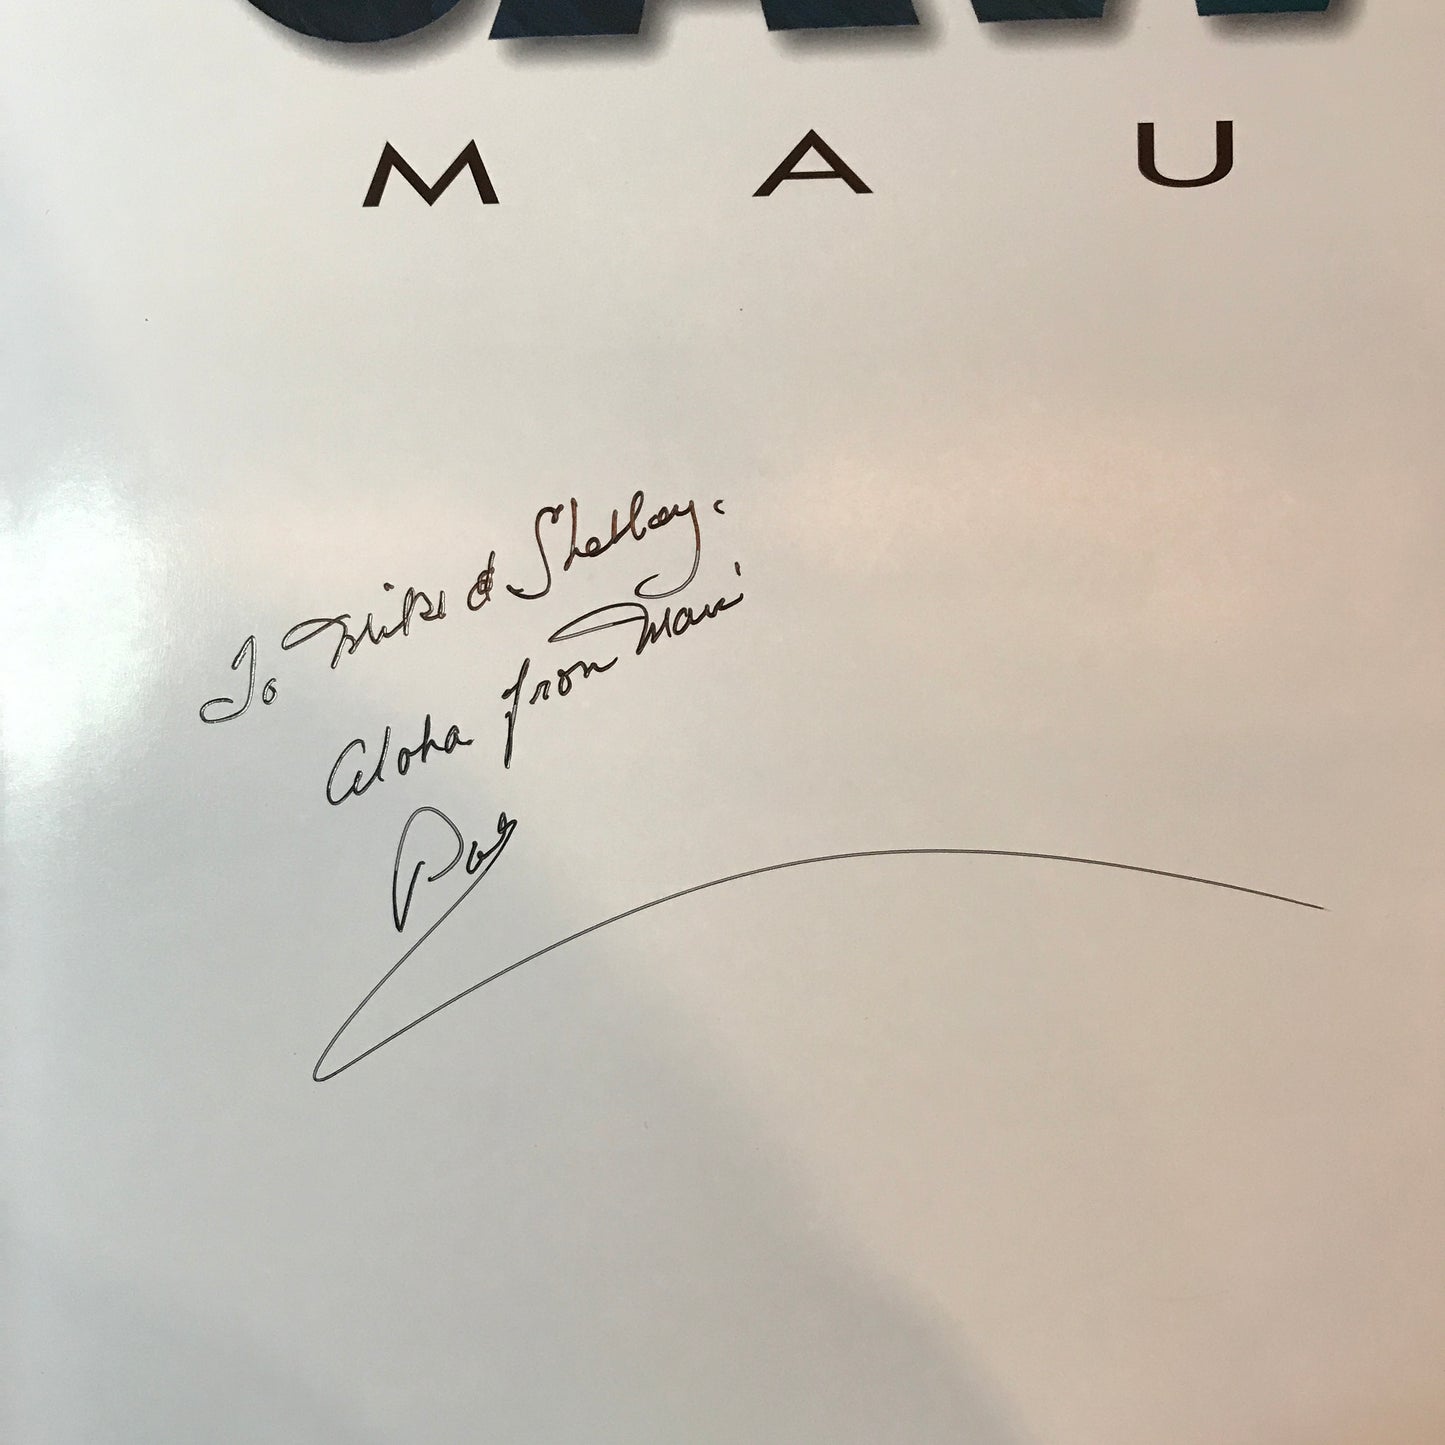 M A U
To Mike & Shelley.
Aloha from Maui